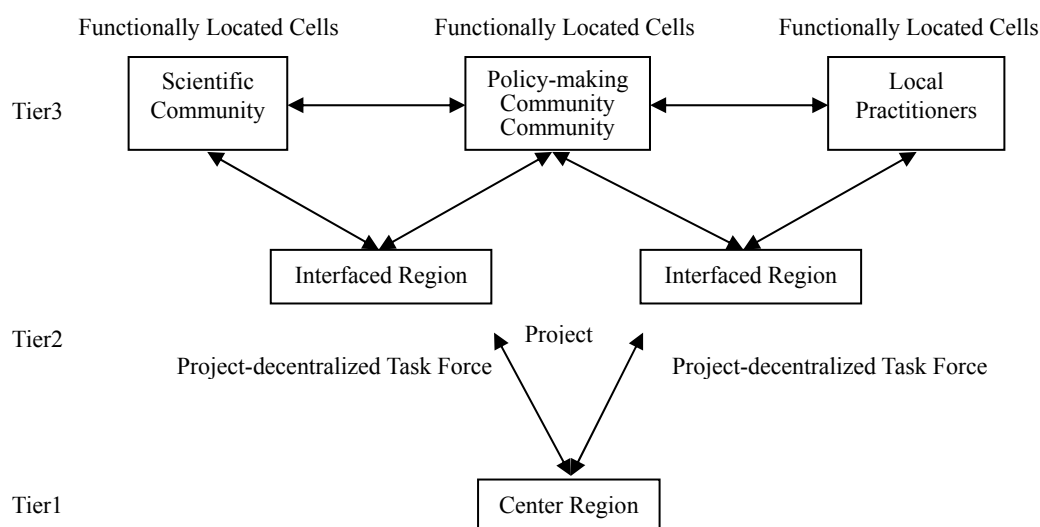 Functionally Located Cells
Functionally Located Cells
Functionally Located Cells
Tier3
Scientific
Community
Policy-making
Community
Community
Local
Practitioners
Interfaced Region
Interfaced Region
Tier2
Project
Project-decentralized Task Force
Project-decentralized Task Force
Tier1
Center Region